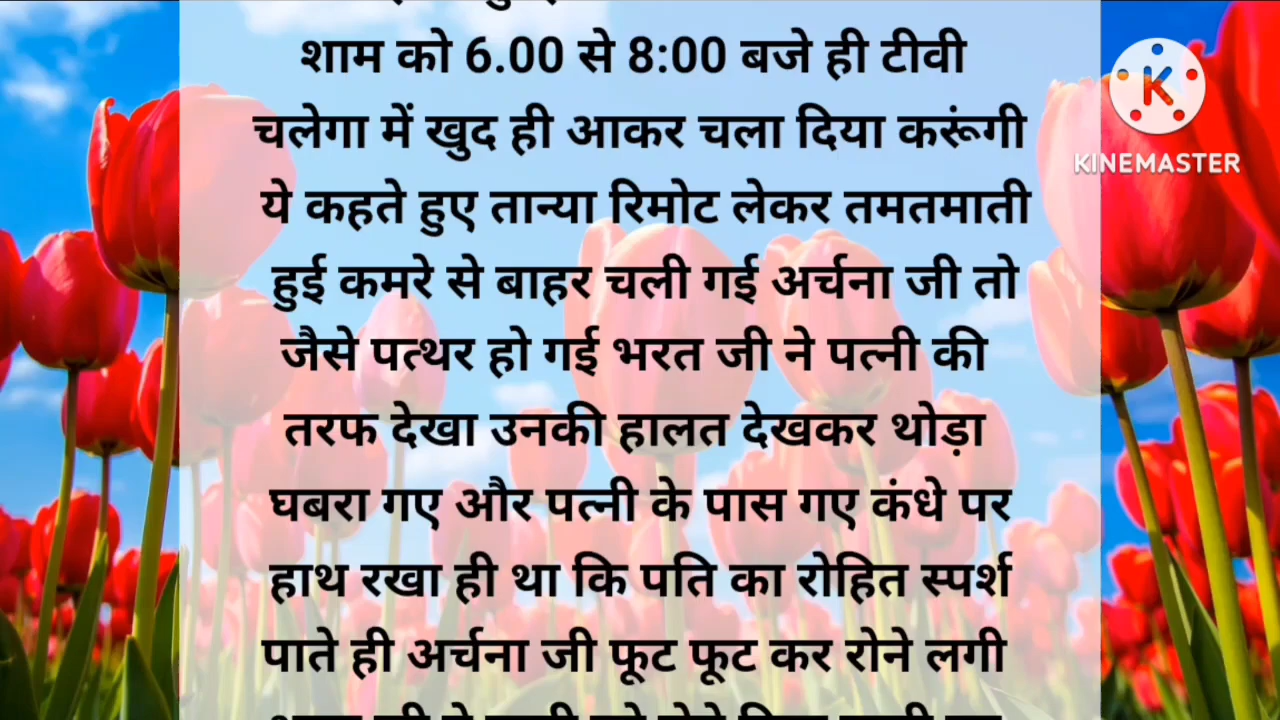 शाम को 6.00 से 8:00 बजे ही टीवी
चलेगा में खुद ही आकर चला दिया करूंगी
ये कहते हुए तान्या रिमोट लेकर तमतमाती
हुई कमरे से बाहर चली गई अर्चना जी तो
जैसे पत्थर हो गई भरत जी ने पत्नी की
तरफ देखा उनकी हालत देखकर थोड़ा
घबरा गए और पत्नी के पास गए कंधे पर
हाथ रखा ही था कि पति का रोहित स्पर्श
पाते ही अर्चना जी फूट फूट कर रोने लगी
KINEMASTER